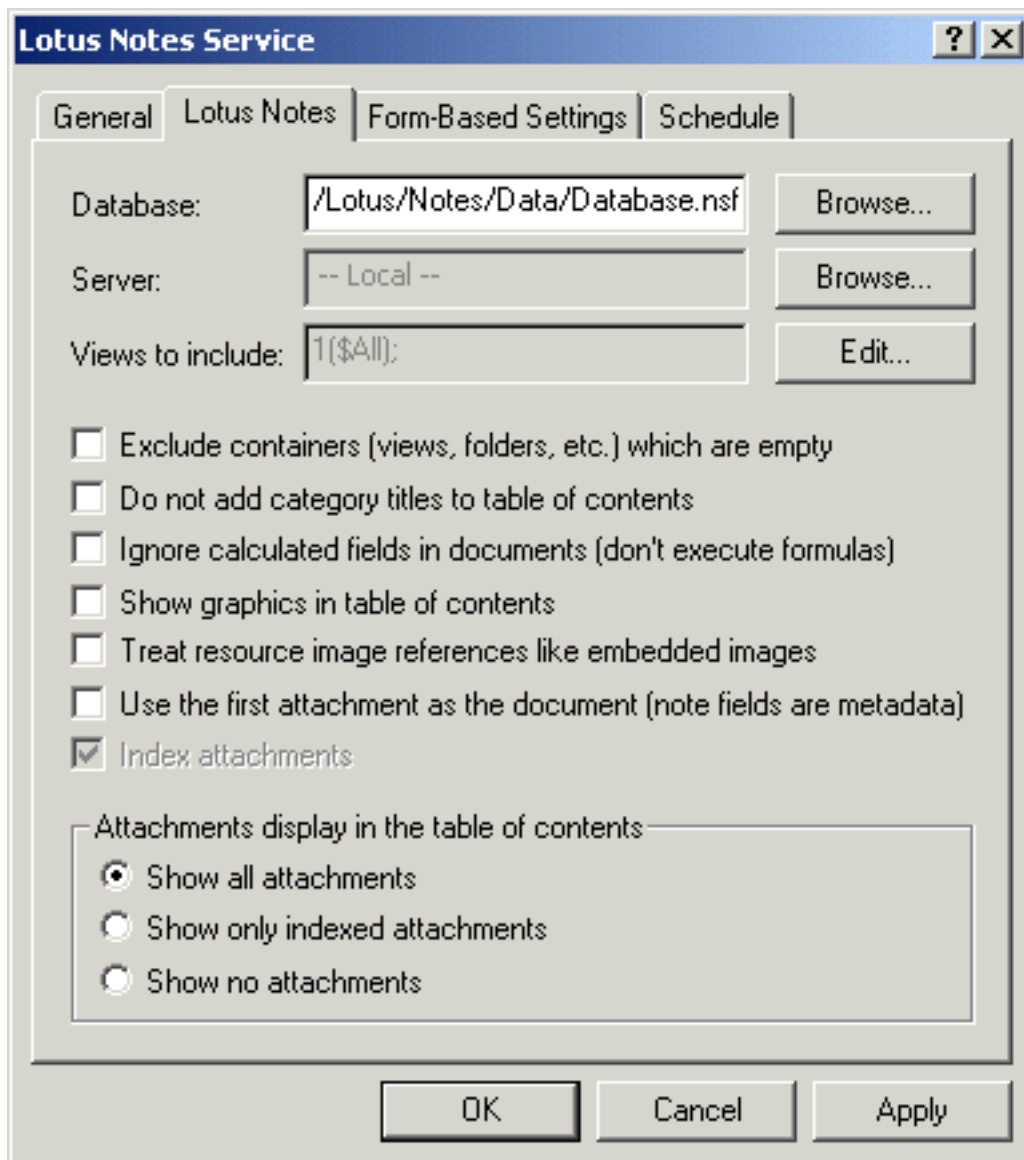 Lotus Notes Service
General Lotus Notes Form-Based Settings Schedule
Database: /Lotus/Notes/Data/Database.nsf Browse...
Server: -- Local -- Browse...
Views to include: 1($All); Edit...
Exclude containers (views, folders, etc.) which are empty
Do not add category titles to table of contents
Ignore calculated fields in documents (don't execute formulas)
Show graphics in table of contents
Treat resource image references like embedded images
Use the first attachment as the document (note fields are metadata)
Index attachments
Attachments display in the table of contents
Show all attachments
Show only indexed attachments
Show no attachments
OK Cancel Apply